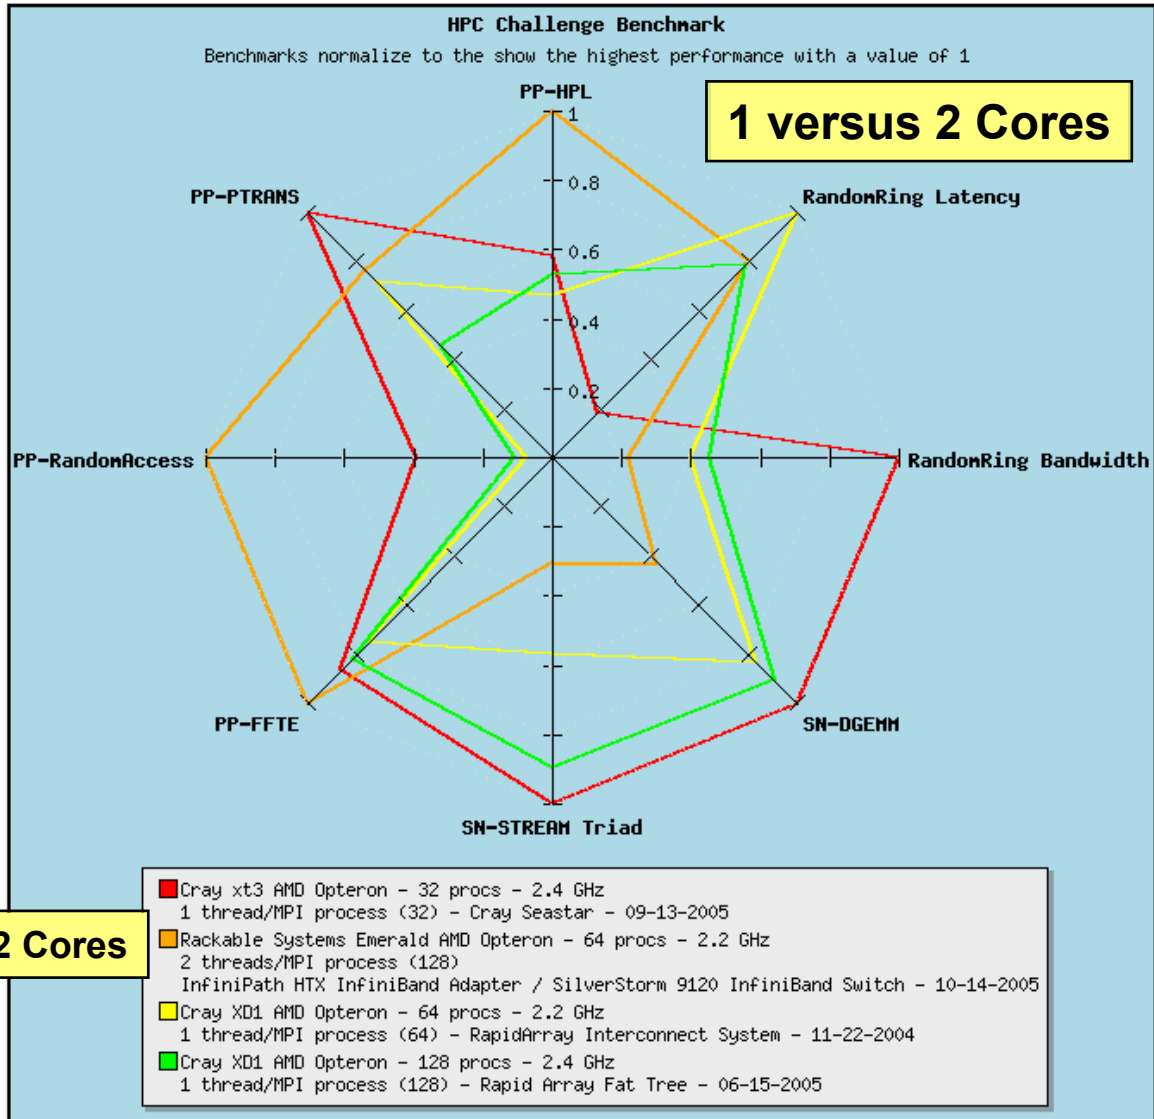 HPC Challenge Benchmark
Benchmarks normalize to the show the highest performance with a value of 1
PP-HPL
1 versus 2 Cores
1
0.8
PP-PTRANS
RandomRing Latency
0.6
0.4
0.2
PP-RandomAccess
RandomRing Bandwidth
PP-FFTE
SN-DGEMM
SN-STREAM Triad
Cray xt3 AMD Opteron - 32 procs - 2.4 GHz
1 thread/MPI process (32) - Cray Seastar - 09-13-2005
2 Cores
Rackable Systems Emerald AMD Opteron - 64 procs - 2.2 GHz
2 threads/MPI process (128)
InfiniPath HTX InfiniBand Adapter / SilverStorm 9120 InfiniBand Switch - 10-14-2005
Cray XD1 AMD Opteron - 64 procs - 2.2 GHz
1 thread/MPI process (64) - RapidArray Interconnect System - 11-22-2004
Cray XD1 AMD Opteron - 128 procs - 2.4 GHz
1 thread/MPI process (128) - Rapid Array Fat Tree - 06-15-2005